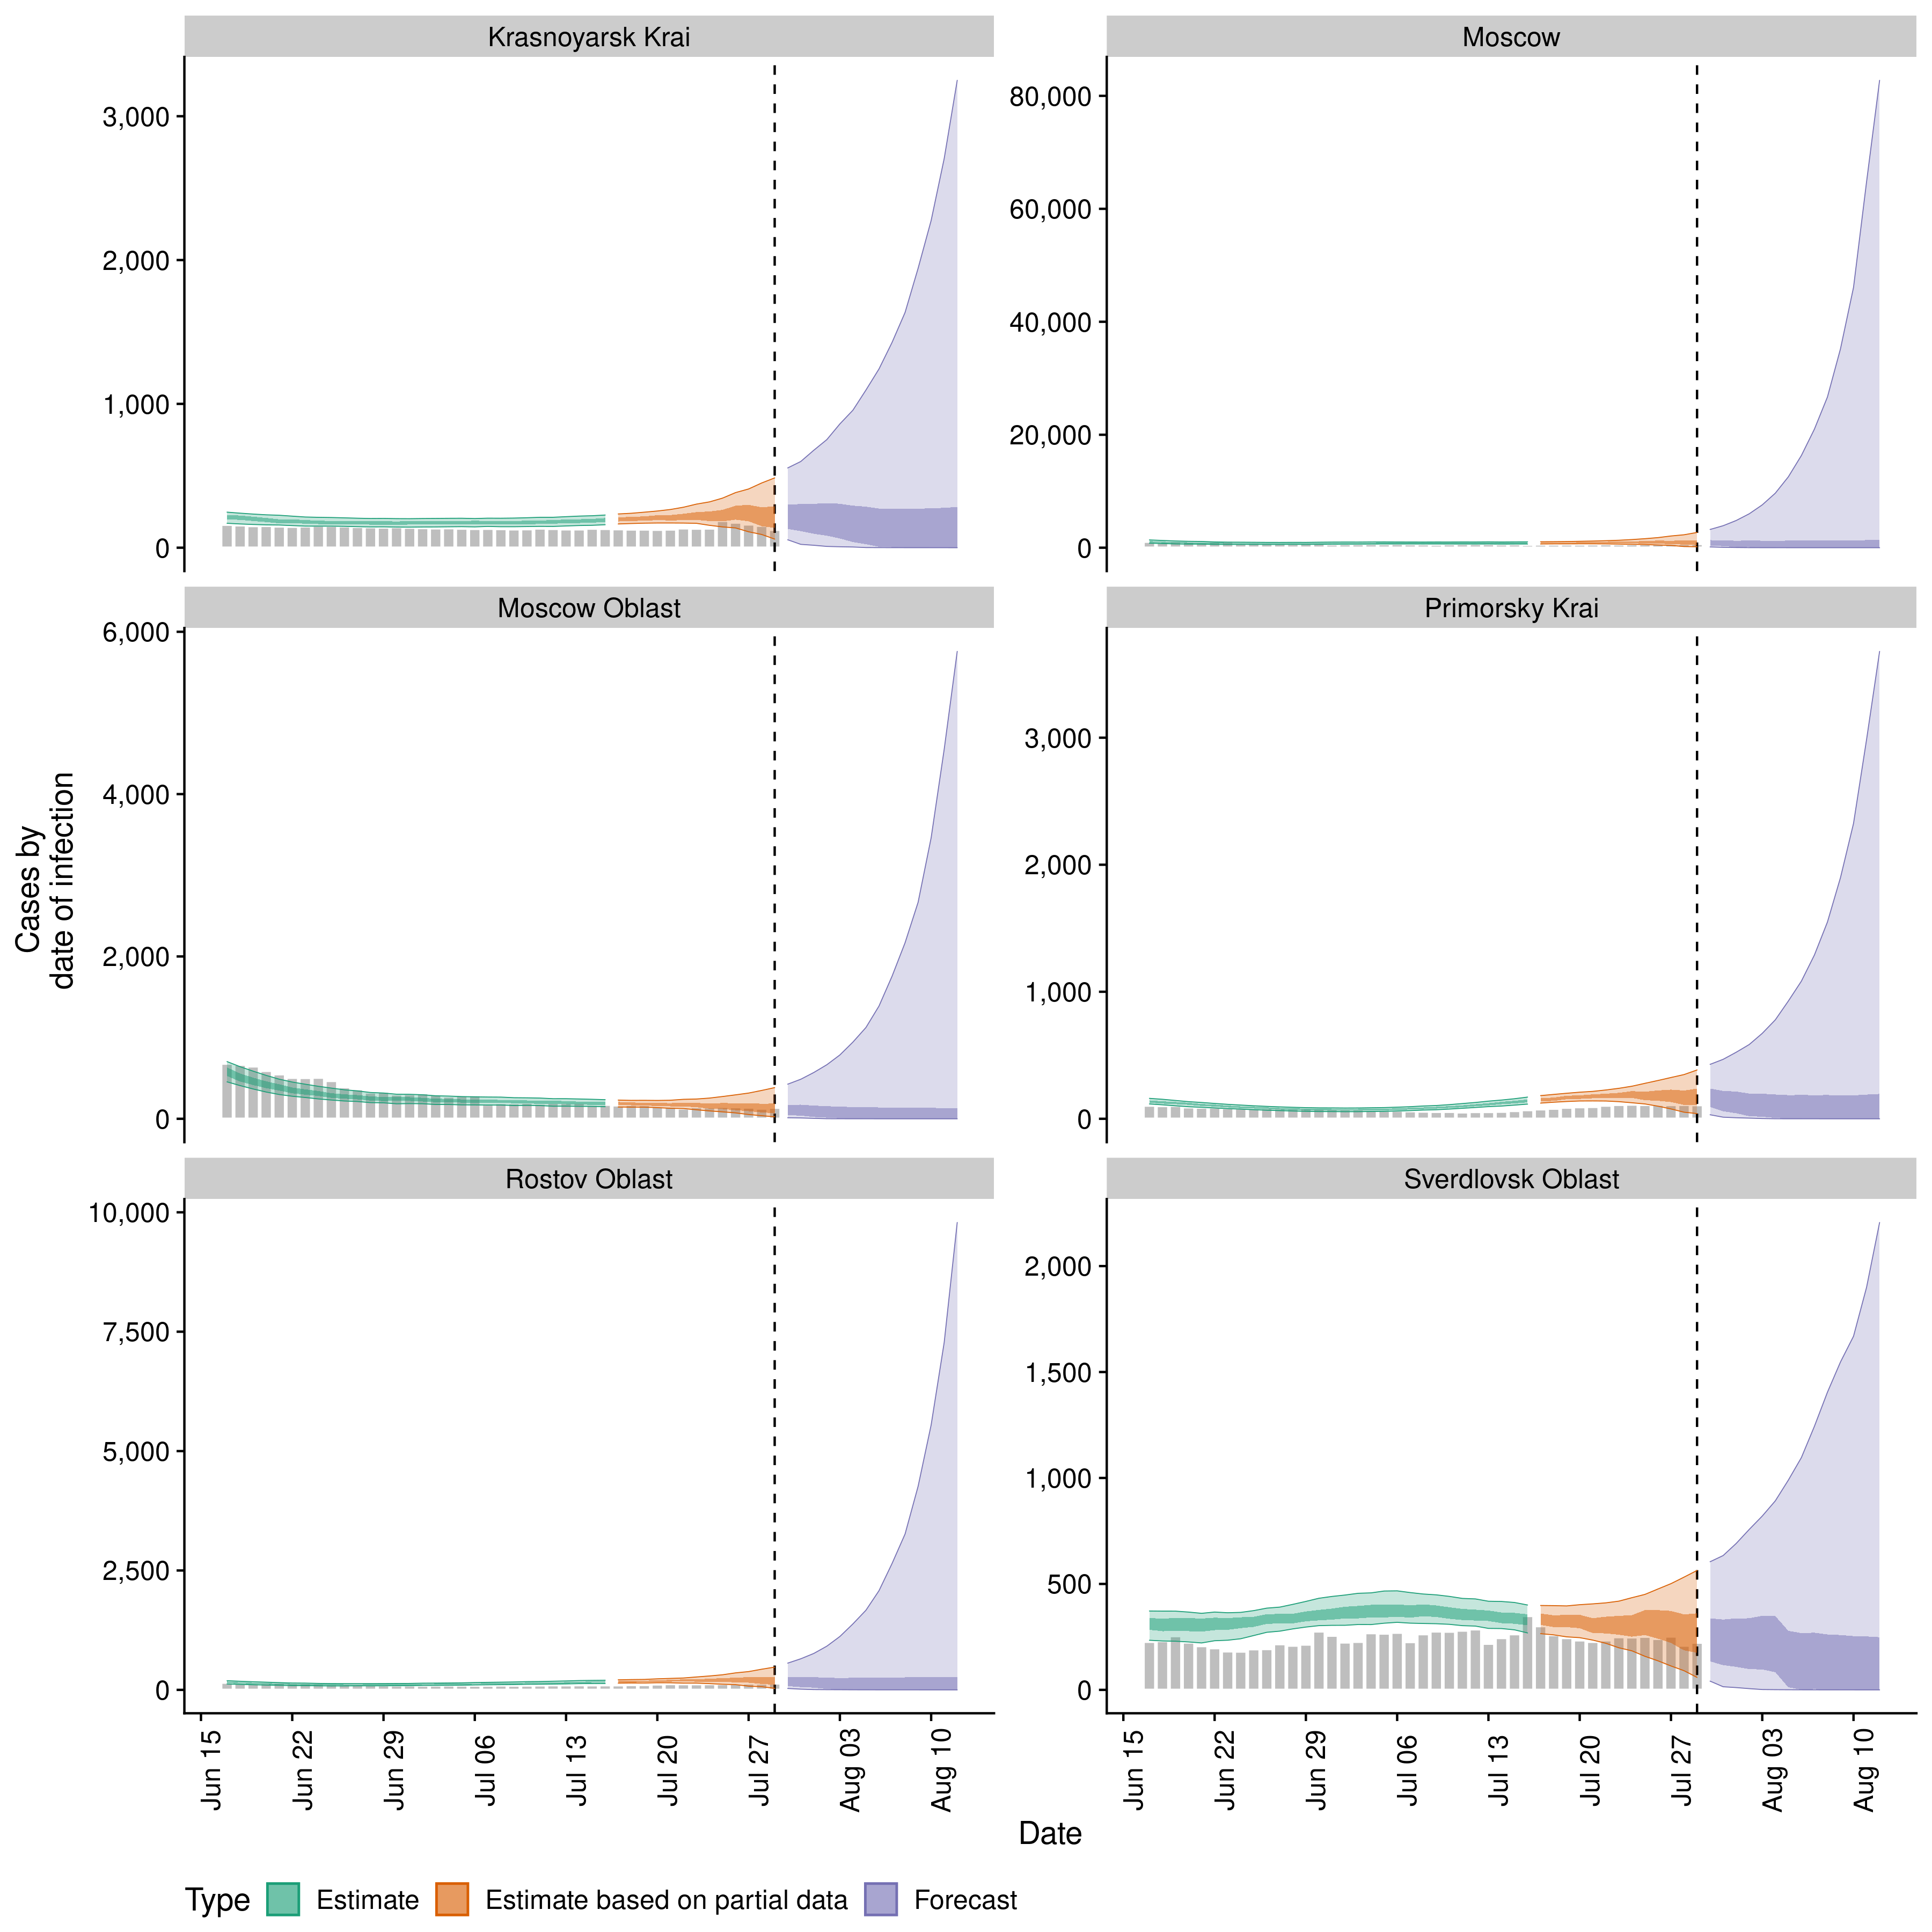 Krasnoyarsk Krai
3,000
2,000
1,000
0
Moscow
80,000
60,000
40,000
20,000
0
Moscow Oblast
6,000
4,000
2,000
0
Primorsky Krai
3,000
2,000
1,000
0
Rostov Oblast
10,000
7,500
5,000
2,500
0
Sverdlovsk Oblast
2,000
1,500
1,000
500
0
Cases by
date of infection
Jun 15
Jun 22
Jun 29
Jul 06
Jul 13
Jul 20
Jul 27
Aug 03
Aug 10
Jun 15
Jun 22
Jun 29
Jul 06
Jul 13
Jul 20
Jul 27
Aug 03
Aug 10
Date
Type Estimate Estimate based on partial data Forecast